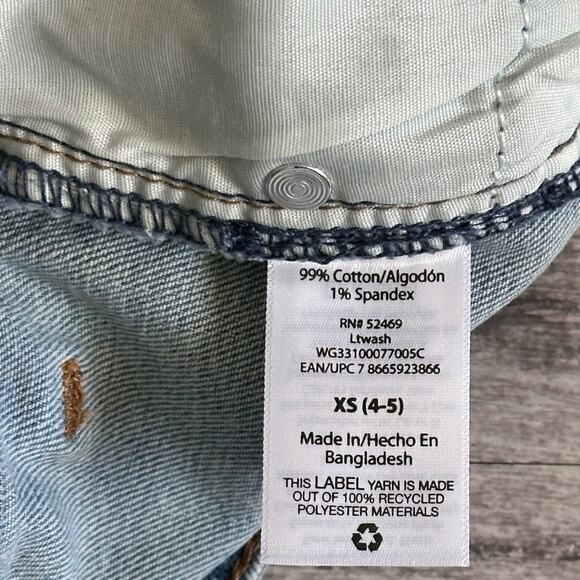 99% Cotton/Algodón
1% Spandex
RN# 52469
Ltwash
WG33100077005C
EAN/UPC 7 8665923866
XS (4-5)
Made In/Hecho En
Bangladesh
THIS LABEL YARN IS MADE
OUT OF 100% RECYCLED
POLYESTER MATERIALS